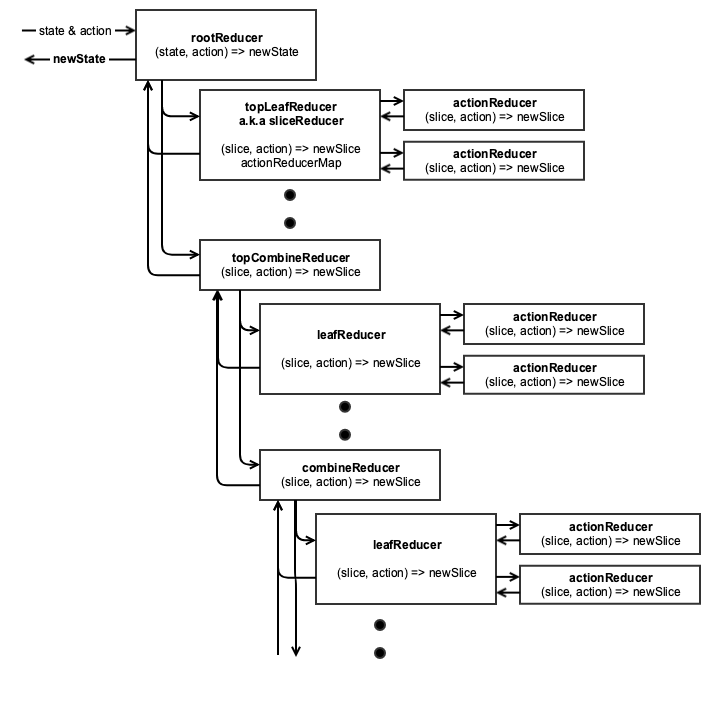 state & action
newState
rootReducer
(state, action) => newState
topLeafReducer
a.k.a sliceReducer
(slice, action) => newSlice
actionReducerMap
actionReducer
(slice, action) => newSlice
actionReducer
(slice, action) => newSlice
topCombineReducer
(slice, action) => newSlice
leafReducer
(slice, action) => newSlice
actionReducer
(slice, action) => newSlice
actionReducer
(slice, action) => newSlice
combineReducer
(slice, action) => newSlice
leafReducer
(slice, action) => newSlice
actionReducer
(slice, action) => newSlice
actionReducer
(slice, action) => newSlice